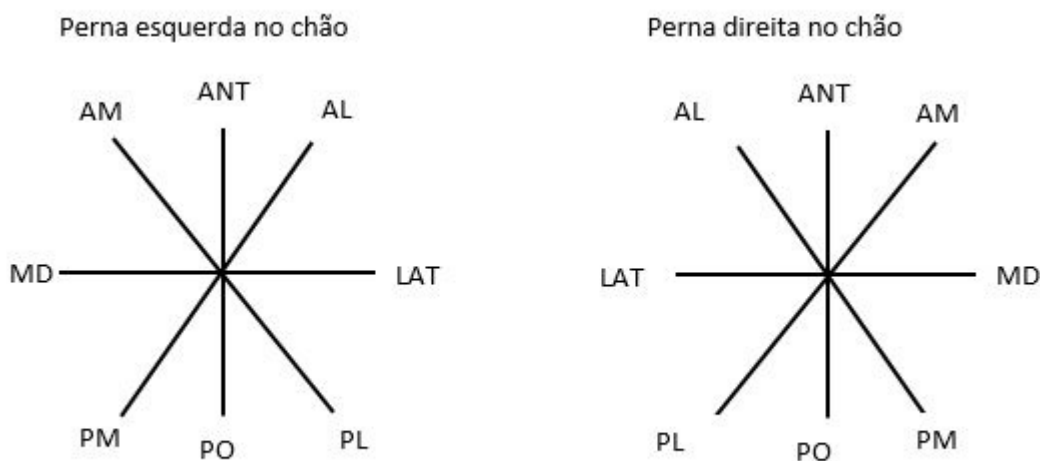 Perna esquerda no chão
AM
ANT
AL
MD
LAT
PM
PO
PL
Perna direita no chão
AL
ANT
AM
LAT
MD
PL
PO
PM